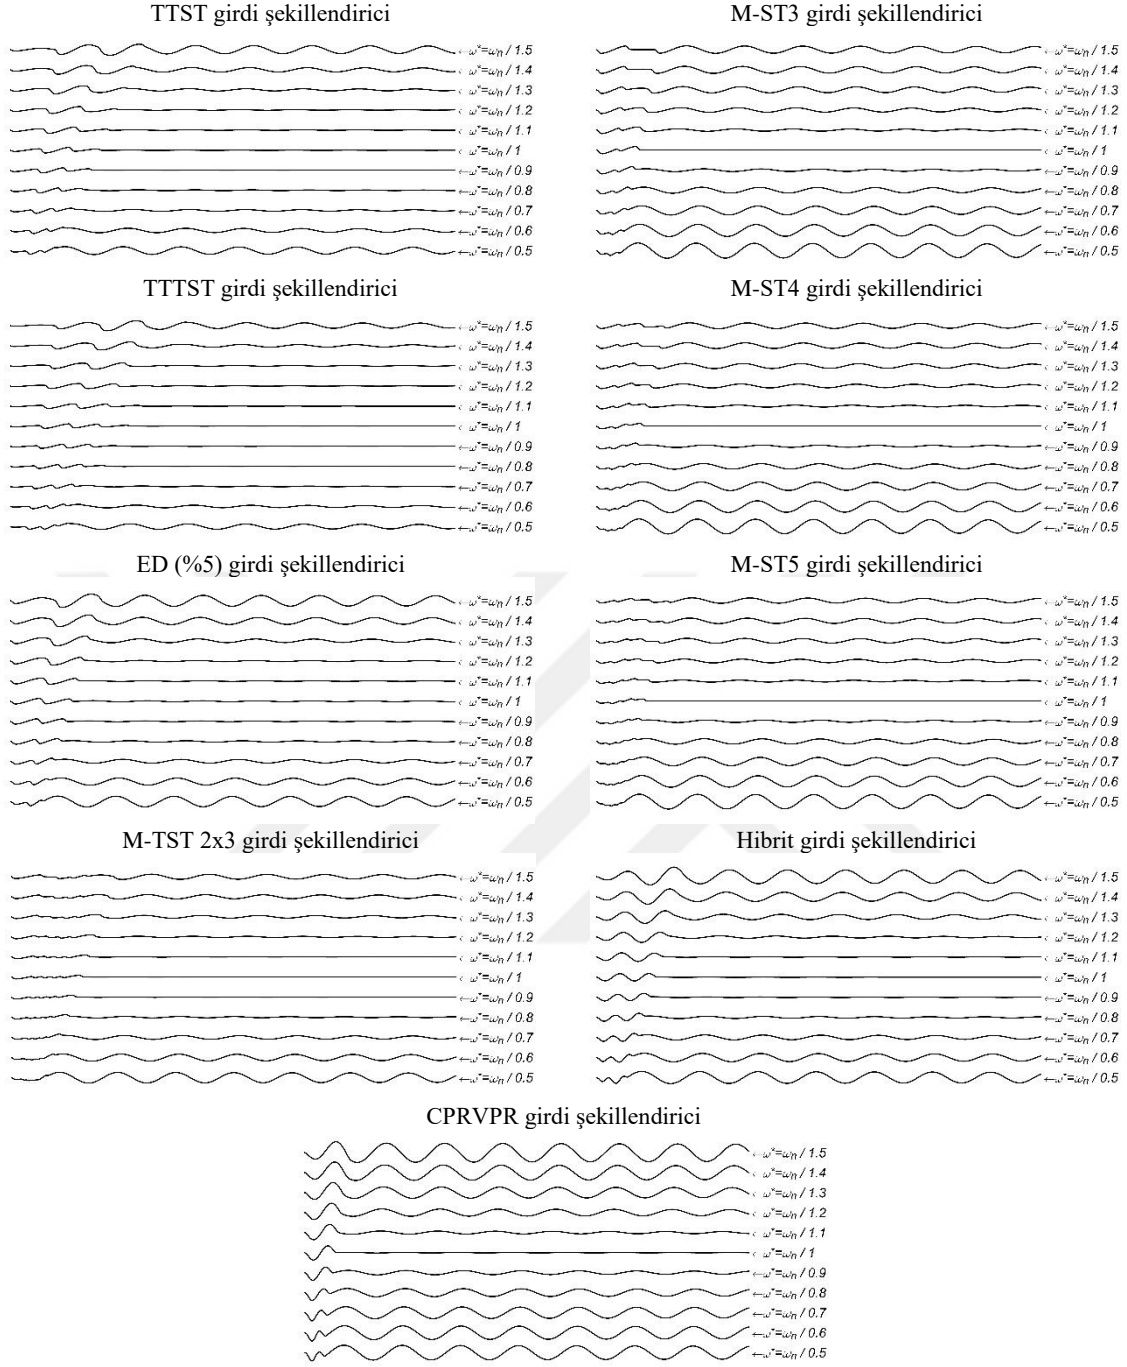 TTST girdi şekillendirici
←ω*=ωn / 1.5
←ω*=ωn / 1.4
←ω*=ωn / 1.3
←ω*=ωn / 1.2
←ω*=ωn / 1.1
←ω*=ωn / 1
←ω*=ωn / 0.9
←ω*=ωn / 0.8
←ω*=ωn / 0.7
←ω*=ωn / 0.6
←ω*=ωn / 0.5
M-ST3 girdi şekillendirici
←ω*=ωn / 1.5
←ω*=ωn / 1.4
←ω*=ωn / 1.3
←ω*=ωn / 1.2
←ω*=ωn / 1.1
←ω*=ωn / 1
←ω*=ωn / 0.9
←ω*=ωn / 0.8
←ω*=ωn / 0.7
←ω*=ωn / 0.6
←ω*=ωn / 0.5
TTTST girdi şekillendirici
←ω*=ωn / 1.5
←ω*=ωn / 1.4
←ω*=ωn / 1.3
←ω*=ωn / 1.2
←ω*=ωn / 1.1
←ω*=ωn / 1
←ω*=ωn / 0.9
←ω*=ωn / 0.8
←ω*=ωn / 0.7
←ω*=ωn / 0.6
←ω*=ωn / 0.5
M-ST4 girdi şekillendirici
←ω*=ωn / 1.5
←ω*=ωn / 1.4
←ω*=ωn / 1.3
←ω*=ωn / 1.2
←ω*=ωn / 1.1
←ω*=ωn / 1
←ω*=ωn / 0.9
←ω*=ωn / 0.8
←ω*=ωn / 0.7
←ω*=ωn / 0.6
←ω*=ωn / 0.5
ED (%5) girdi şekillendirici
←ω*=ωn / 1.5
←ω*=ωn / 1.4
←ω*=ωn / 1.3
←ω*=ωn / 1.2
←ω*=ωn / 1.1
←ω*=ωn / 1
←ω*=ωn / 0.9
←ω*=ωn / 0.8
←ω*=ωn / 0.7
←ω*=ωn / 0.6
←ω*=ωn / 0.5
M-ST5 girdi şekillendirici
←ω*=ωn / 1.5
←ω*=ωn / 1.4
←ω*=ωn / 1.3
←ω*=ωn / 1.2
←ω*=ωn / 1.1
←ω*=ωn / 1
←ω*=ωn / 0.9
←ω*=ωn / 0.8
←ω*=ωn / 0.7
←ω*=ωn / 0.6
←ω*=ωn / 0.5
M-TST 2x3 girdi şekillendirici
←ω*=ωn / 1.5
←ω*=ωn / 1.4
←ω*=ωn / 1.3
←ω*=ωn / 1.2
←ω*=ωn / 1.1
←ω*=ωn / 1
←ω*=ωn / 0.9
←ω*=ωn / 0.8
←ω*=ωn / 0.7
←ω*=ωn / 0.6
←ω*=ωn / 0.5
Hibrit girdi şekillendirici
←ω*=ωn / 1.5
←ω*=ωn / 1.4
←ω*=ωn / 1.3
←ω*=ωn / 1.2
←ω*=ωn / 1.1
←ω*=ωn / 1
←ω*=ωn / 0.9
←ω*=ωn / 0.8
←ω*=ωn / 0.7
←ω*=ωn / 0.6
←ω*=ωn / 0.5
CPRVPR girdi şekillendirici
←ω*=ωn / 1.5
←ω*=ωn / 1.4
←ω*=ωn / 1.3
←ω*=ωn / 1.2
←ω*=ωn / 1.1
←ω*=ωn / 1
←ω*=ωn / 0.9
←ω*=ωn / 0.8
←ω*=ωn / 0.7
←ω*=ωn / 0.6
←ω*=ωn / 0.5